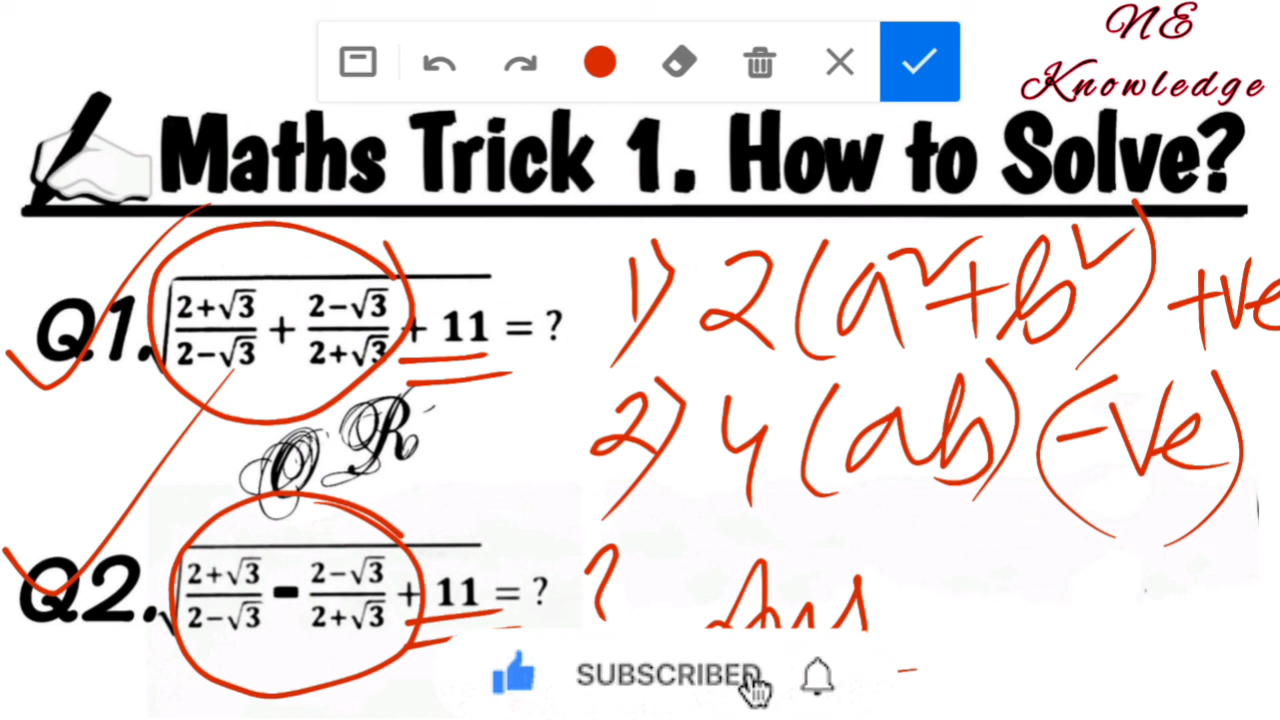 NE
Knowledge
Maths Trick 1. How to Solve?
Q1. √((2+√3)/(2−√3) + (2−√3)/(2+√3) + 11) = ?
1) 2(a²+b²) +ve
OR
2) 4(ab) (-ve)
Q2. √((2+√3)/(2−√3) - (2−√3)/(2+√3) + 11) = ?
?
SUBSCRIBED